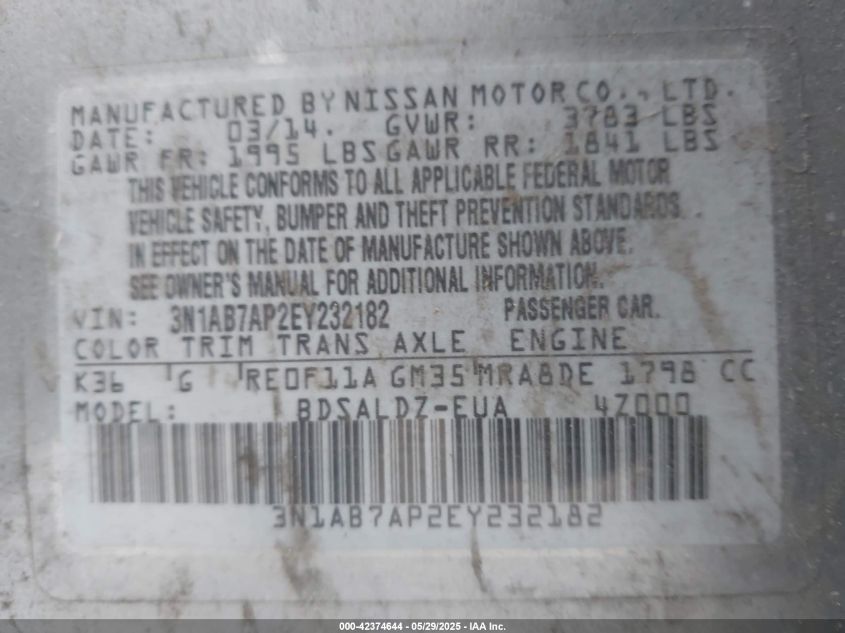 MANUFACTURED BY NISSAN MOTOR CO., LTD.
DATE: 03/14. GVWR: 3783 LBS
GAWR FR: 1995 LBS GAWR RR: 1841 LBS
THIS VEHICLE CONFORMS TO ALL APPLICABLE FEDERAL MOTOR
VEHICLE SAFETY, BUMPER AND THEFT PREVENTION STANDARDS
IN EFFECT ON THE DATE OF MANUFACTURE SHOWN ABOVE.
SEE OWNER'S MANUAL FOR ADDITIONAL INFORMATION.
VIN: 3N1AB7AP2EY232182 PASSENGER CAR.
COLOR TRIM TRANS AXLE ENGINE
K36 G RE0F11A GM35 MRA8DE 1798 CC
MODEL: BDSALDZ-EUA 4Z000
3N1AB7AP2EY232182
000-42374644 - 05/29/2025 - IAA Inc.